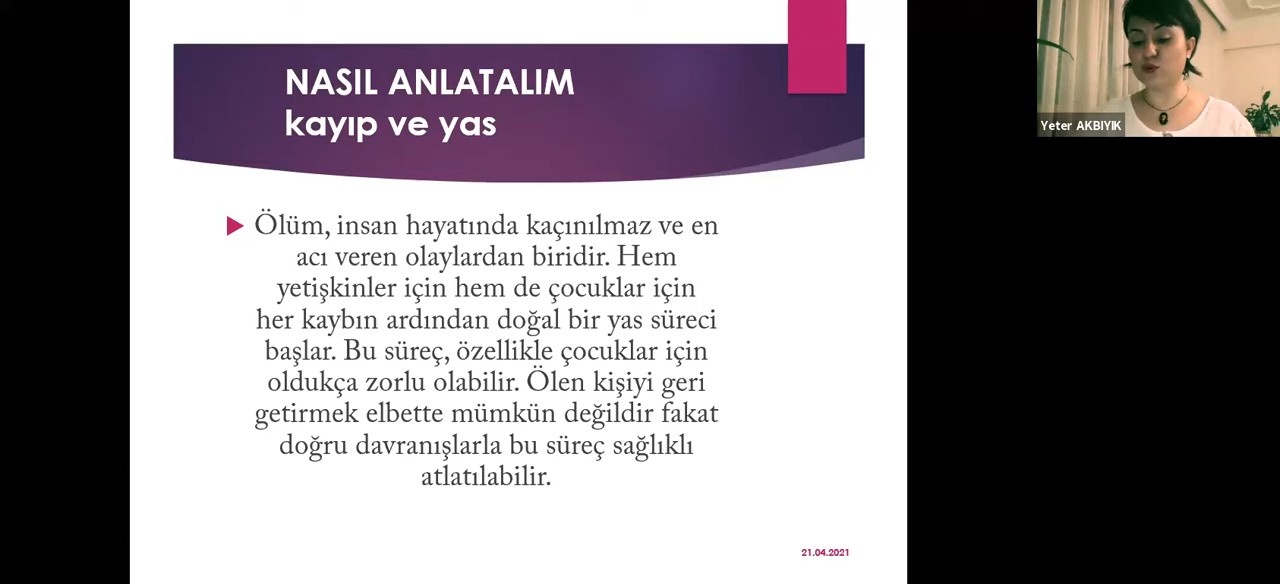 NASIL ANLATALIM
kayıp ve yas
Ölüm, insan hayatında kaçınılmaz ve en
acı veren olaylardan biridir. Hem
yetişkinler için hem de çocuklar için
her kaybın ardından doğal bir yas süreci
başlar. Bu süreç, özellikle çocuklar için
oldukça zorlu olabilir. Ölen kişiyi geri
getirmek elbette mümkün değildir fakat
doğru davranışlarla bu süreç sağlıklı
atlatılabilir.
21.04.2021
Yeter AKBIYIK